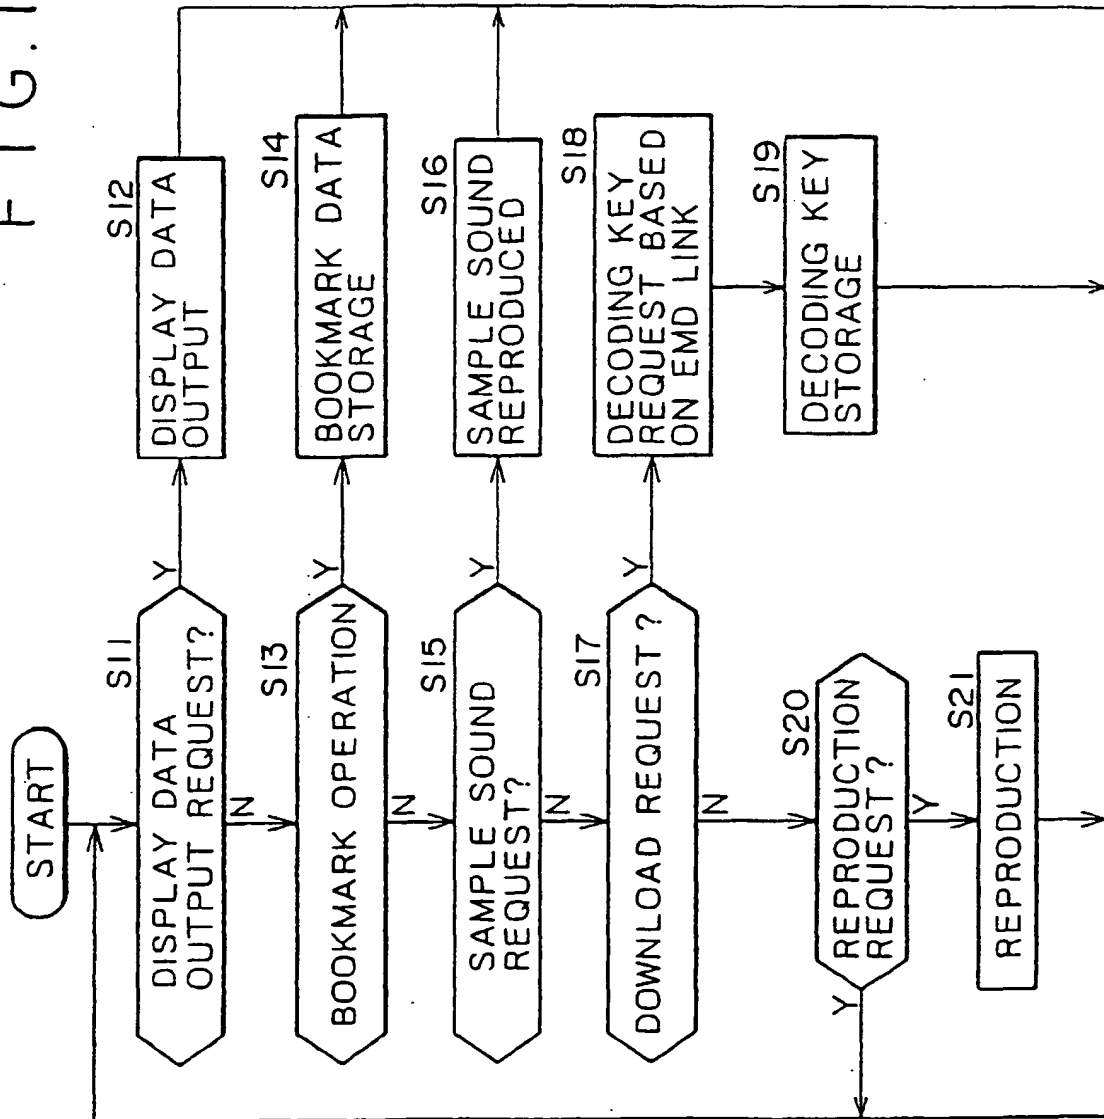 FIG.
START
S11
DISPLAY DATA
OUTPUT REQUEST?
Y
N
S12
DISPLAY DATA
OUTPUT
S13
BOOKMARK OPERATION
Y
N
S14
BOOKMARK DATA
STORAGE
S15
SAMPLE SOUND
REQUEST?
Y
N
S16
SAMPLE SOUND
REPRODUCED
S17
DOWNLOAD REQUEST?
Y
N
S18
DECODING KEY
REQUEST BASED
ON EMD LINK
S19
DECODING KEY
STORAGE
S20
REPRODUCTION
REQUEST?
Y
Y
S21
REPRODUCTION